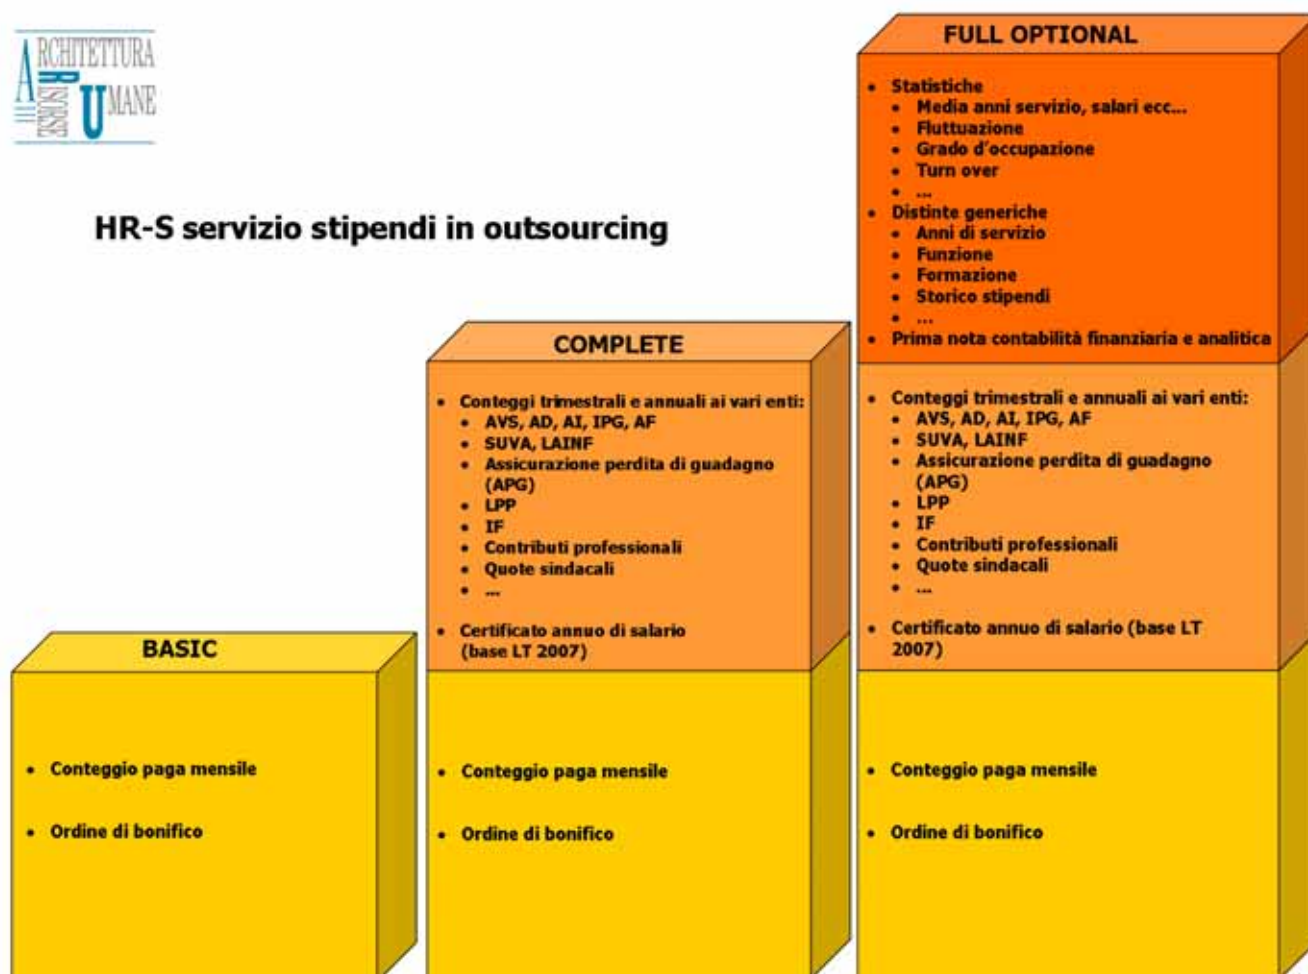 ARCHITETTURA
RISORSE
UMANE
HR-S servizio stipendi in outsourcing
BASIC
• Conteggio paga mensile
• Ordine di bonifico
COMPLETE
• Conteggi trimestrali e annuali ai vari enti:
• AVS, AD, AI, IPG, AF
• SUVA, LAINF
• Assicurazione perdita di guadagno
(APG)
• LPP
• IF
• Contributi professionali
• Quote sindacali
• ...
• Certificato annuo di salario
(base LT 2007)
• Conteggio paga mensile
• Ordine di bonifico
FULL OPTIONAL
• Statistiche
• Media anni servizio, salari ecc...
• Fluttuazione
• Grado d'occupazione
• Turn over
• ...
• Distinte generiche
• Anni di servizio
• Funzione
• Formazione
• Storico stipendi
• ...
• Prima nota contabilità finanziaria e analitica
• Conteggi trimestrali e annuali ai vari enti:
• AVS, AD, AI, IPG, AF
• SUVA, LAINF
• Assicurazione perdita di guadagno
(APG)
• LPP
• IF
• Contributi professionali
• Quote sindacali
• ...
• Certificato annuo di salario (base LT
2007)
• Conteggio paga mensile
• Ordine di bonifico